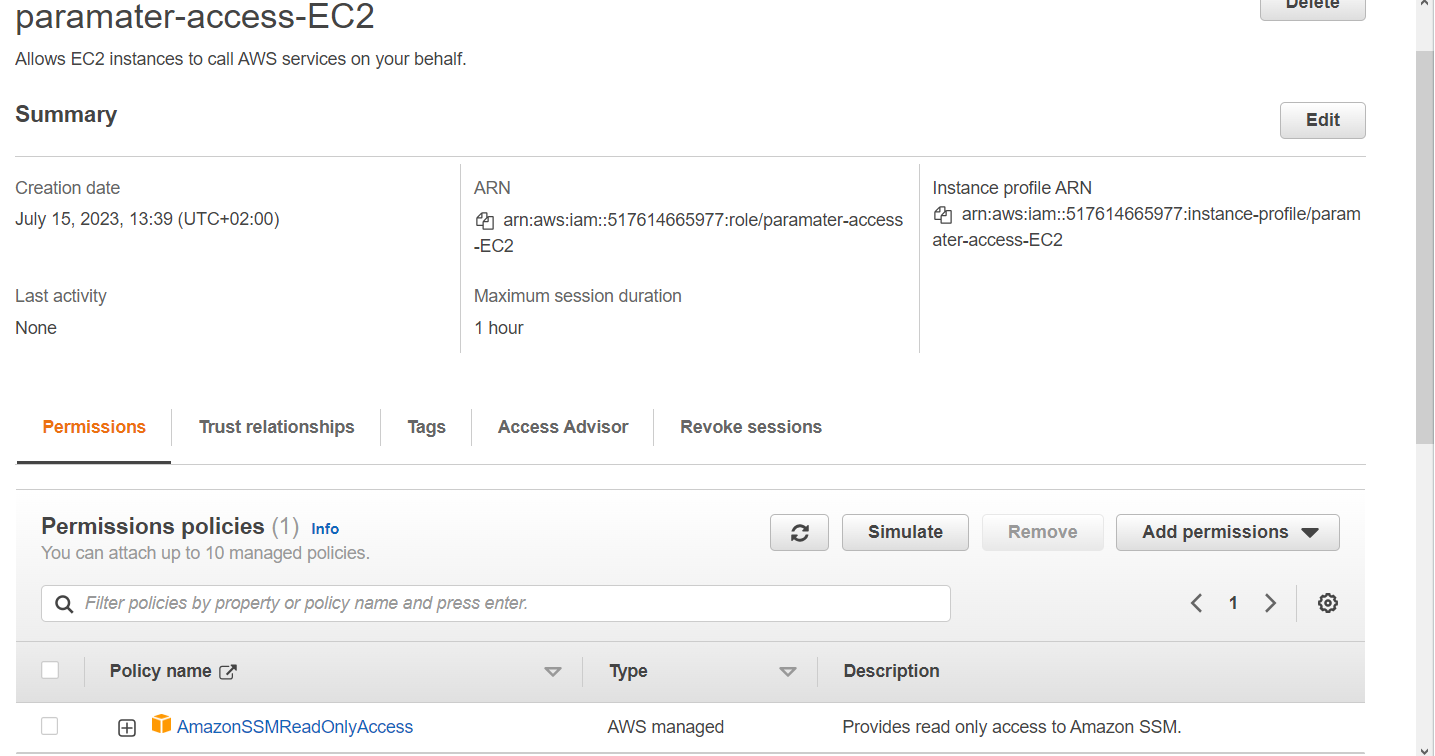 paramater-access-EC2
Delete
Allows EC2 instances to call AWS services on your behalf.
Summary
Edit
Creation date
July 15, 2023, 13:39 (UTC+02:00)
ARN
arn:aws:iam::517614665977:role/paramater-access
-EC2
Instance profile ARN
arn:aws:iam::517614665977:instance-profile/param
ater-access-EC2
Last activity
None
Maximum session duration
1 hour
Permissions
Trust relationships
Tags
Access Advisor
Revoke sessions
Permissions policies (1) Info
You can attach up to 10 managed policies.
Simulate
Remove
Add permissions
Filter policies by property or policy name and press enter.
1
Policy name
Type
Description
AmazonSSMReadOnlyAccess
AWS managed
Provides read only access to Amazon SSM.